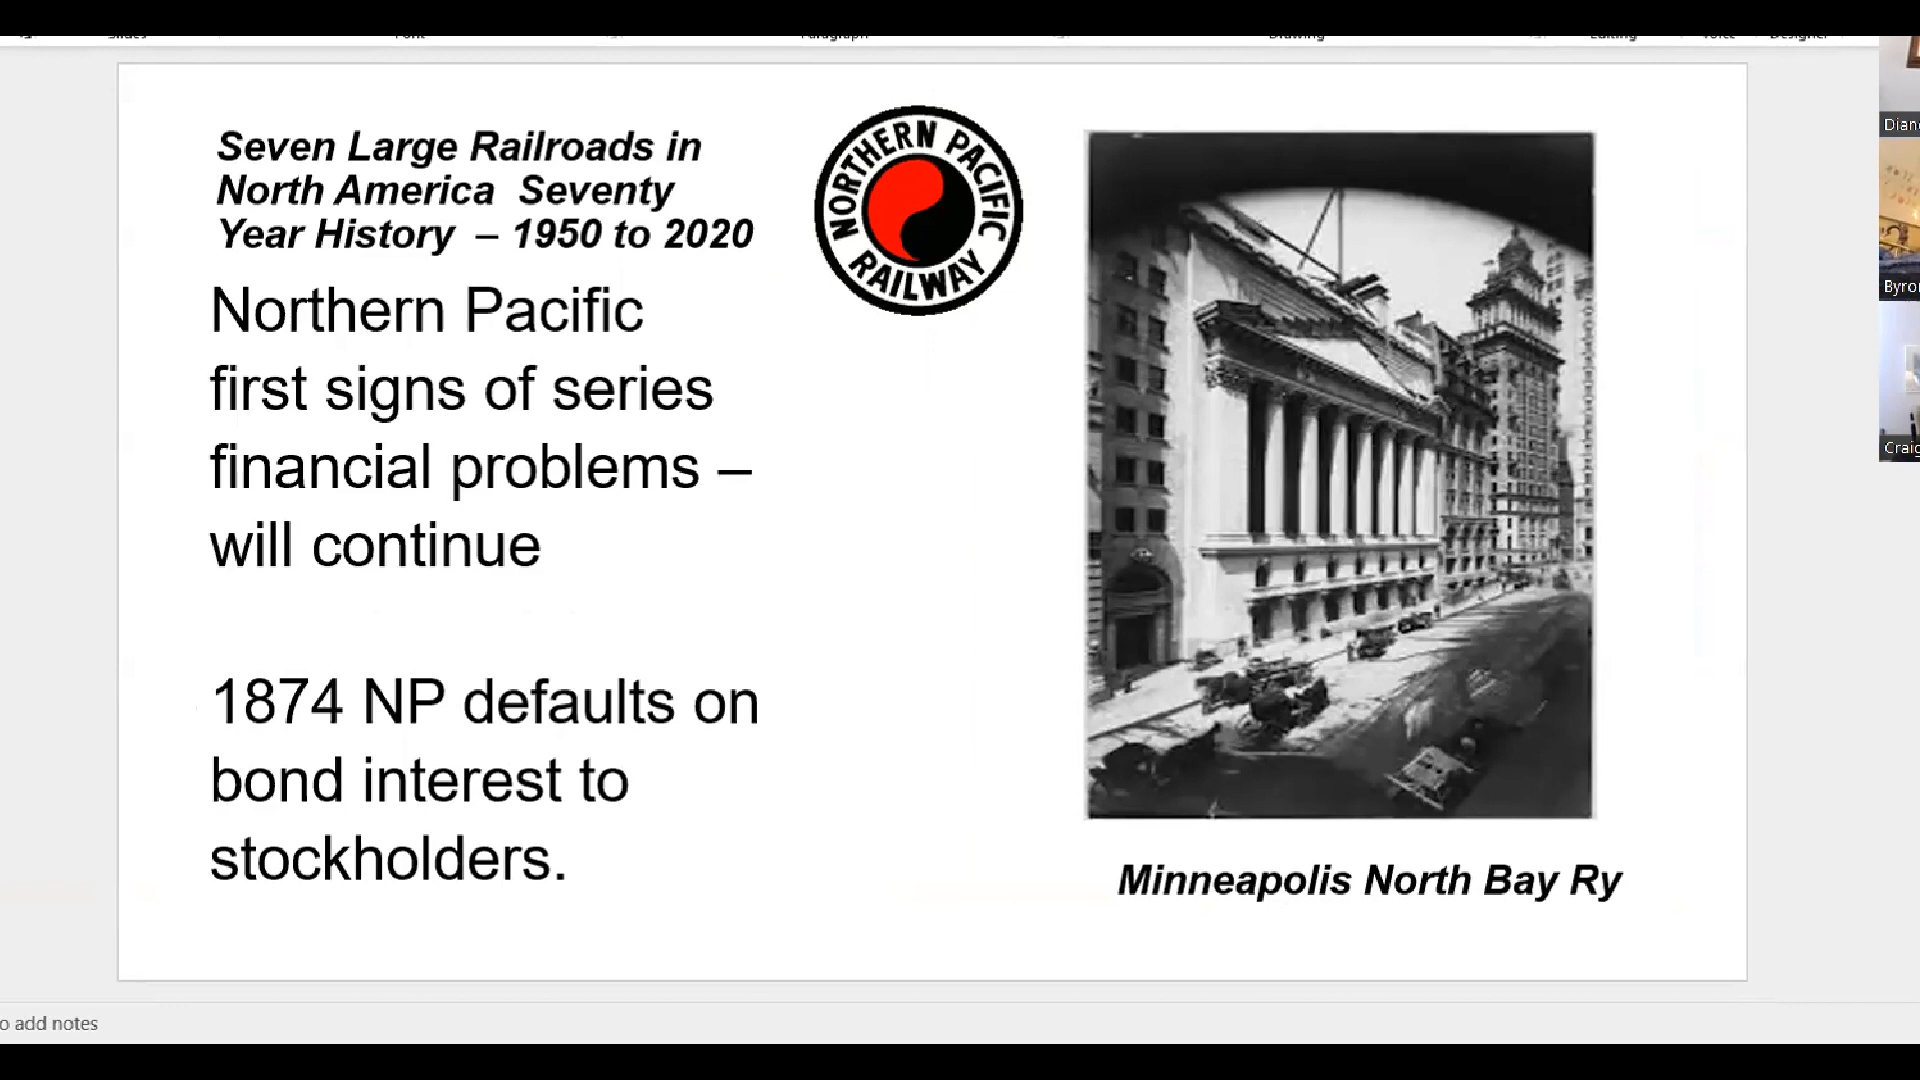 Seven Large Railroads in
North America Seventy
Year History – 1950 to 2020
NORTHERN PACIFIC
RAILWAY
Northern Pacific
first signs of series
financial problems –
will continue
1874 NP defaults on
bond interest to
stockholders.
Minneapolis North Bay Ry
o add notes
Dian
Byro
Craig